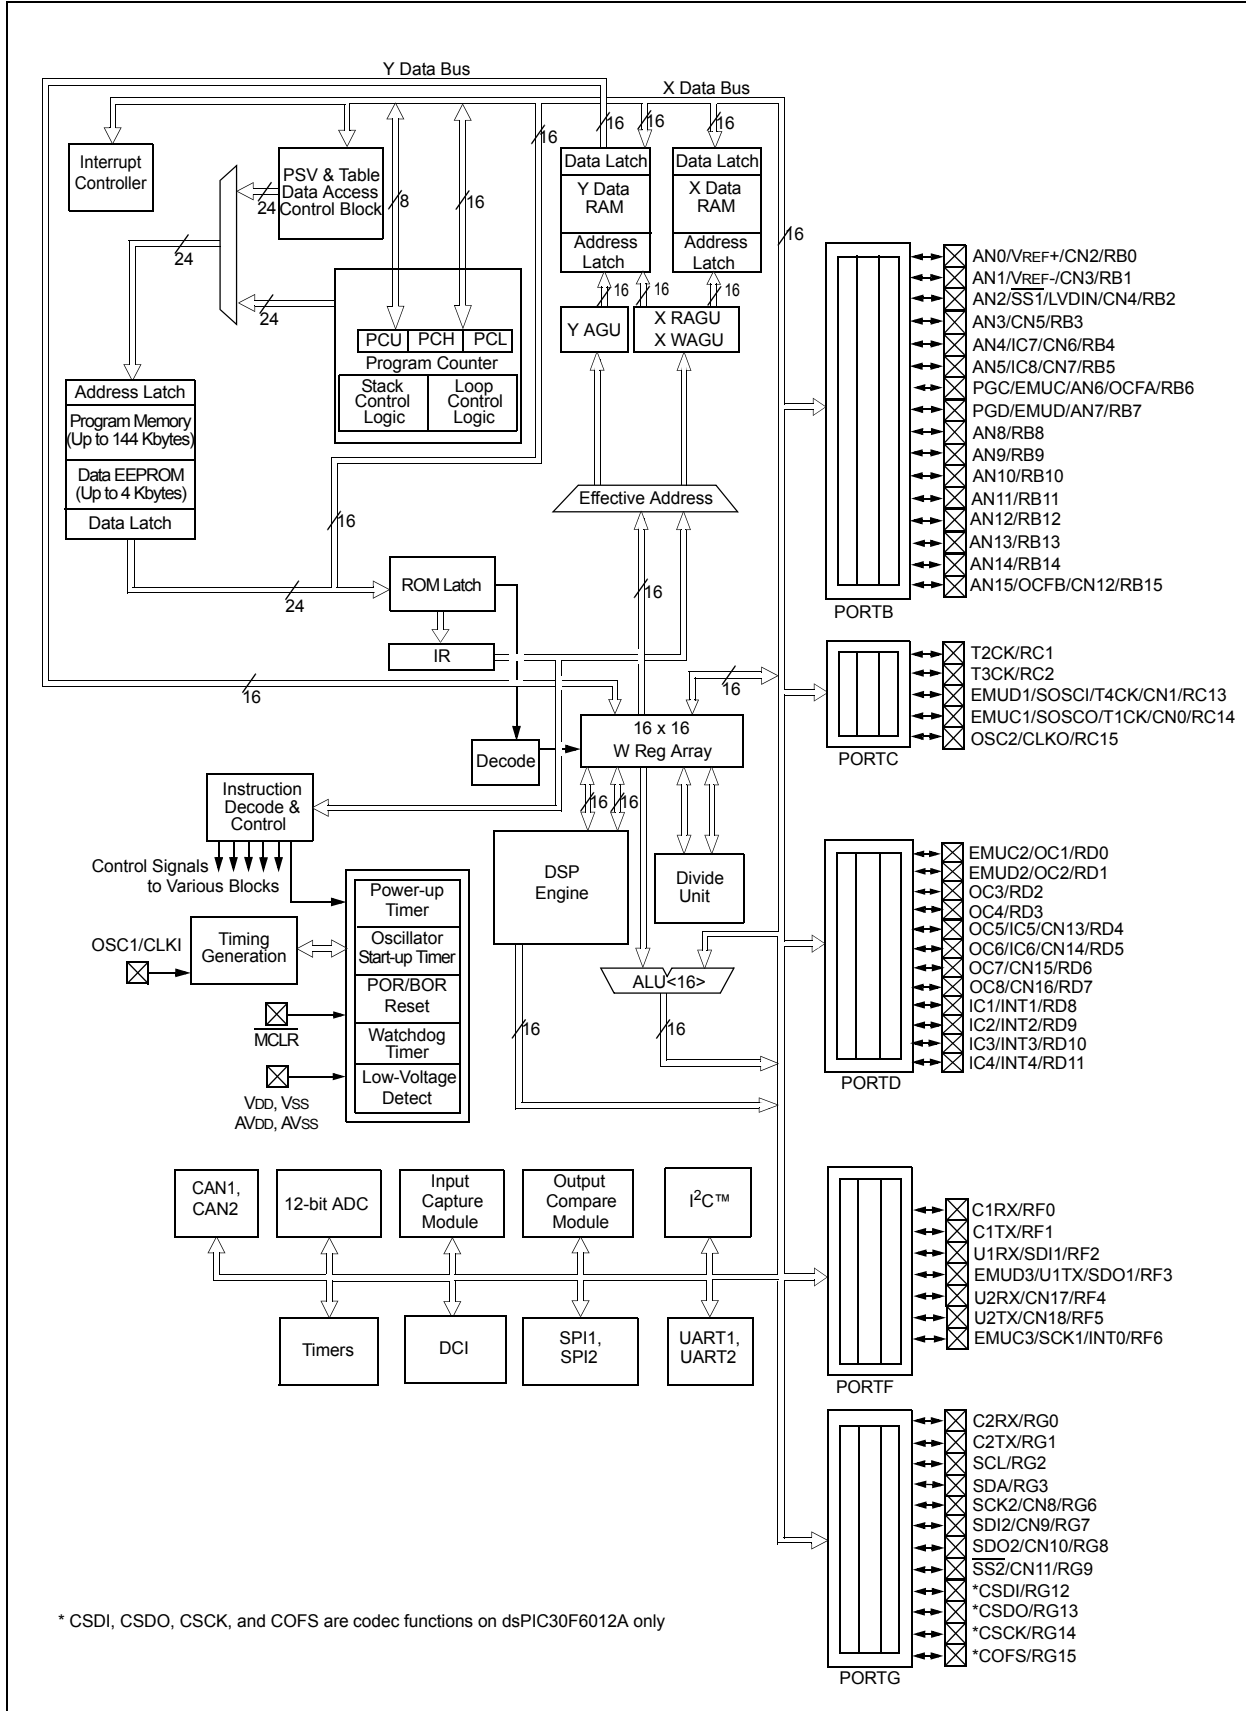 Y Data Bus
X Data Bus
16
16
16
16
Interrupt
Controller
PSV & Table
Data Access
Control Block
24
8
16
Data Latch
Y Data
RAM
Address
Latch
Data Latch
X Data
RAM
Address
Latch
16
24
24
16
16
16
Y AGU
X RAGU
X WAGU
PCU
PCH
PCL
Program Counter
Stack
Control
Logic
Loop
Control
Logic
Address Latch
Program Memory
(Up to 144 Kbytes)
Data EEPROM
(Up to 4 Kbytes)
Data Latch
Effective Address
16
24
ROM Latch
16
IR
16
16
16 x 16
W Reg Array
Decode
Instruction
Decode &
Control
16
16
Control Signals
to Various Blocks
DSP
Engine
Divide
Unit
Power-up
Timer
Oscillator
Start-up Timer
POR/BOR
Reset
Watchdog
Timer
Low-Voltage
Detect
OSC1/CLKI
Timing
Generation
MCLR
VDD, VSS
AVDD, AVSS
ALU<16>
16
16
CAN1,
CAN2
12-bit ADC
Input
Capture
Module
Output
Compare
Module
I²C™
Timers
DCI
SPI1,
SPI2
UART1,
UART2
AN0/VREF+/CN2/RB0
AN1/VREF-/CN3/RB1
AN2/SS1/LVDIN/CN4/RB2
AN3/CN5/RB3
AN4/IC7/CN6/RB4
AN5/IC8/CN7/RB5
PGC/EMUC/AN6/OCFA/RB6
PGD/EMUD/AN7/RB7
AN8/RB8
AN9/RB9
AN10/RB10
AN11/RB11
AN12/RB12
AN13/RB13
AN14/RB14
AN15/OCFB/CN12/RB15
PORTB
T2CK/RC1
T3CK/RC2
EMUD1/SOSCI/T4CK/CN1/RC13
EMUC1/SOSCO/T1CK/CN0/RC14
OSC2/CLKO/RC15
PORTC
EMUC2/OC1/RD0
EMUD2/OC2/RD1
OC3/RD2
OC4/RD3
OC5/IC5/CN13/RD4
OC6/IC6/CN14/RD5
OC7/CN15/RD6
OC8/CN16/RD7
IC1/INT1/RD8
IC2/INT2/RD9
IC3/INT3/RD10
IC4/INT4/RD11
PORTD
C1RX/RF0
C1TX/RF1
U1RX/SDI1/RF2
EMUD3/U1TX/SDO1/RF3
U2RX/CN17/RF4
U2TX/CN18/RF5
EMUC3/SCK1/INT0/RF6
PORTF
C2RX/RG0
C2TX/RG1
SCL/RG2
SDA/RG3
SCK2/CN8/RG6
SDI2/CN9/RG7
SDO2/CN10/RG8
SS2/CN11/RG9
*CSDI/RG12
*CSDO/RG13
*CSCK/RG14
*COFS/RG15
PORTG
* CSDI, CSDO, CSCK, and COFS are codec functions on dsPIC30F6012A only